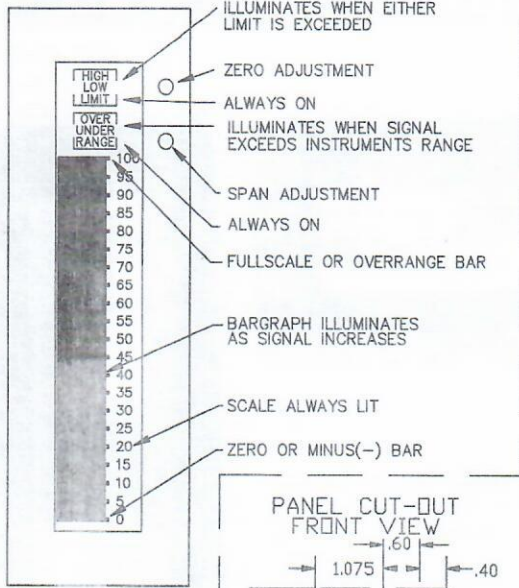 ILLUMINATES WHEN EITHER
LIMIT IS EXCEEDED
HIGH
LOW
LIMIT
ZERO ADJUSTMENT
ALWAYS ON
OVER
UNDER
RANGE
ILLUMINATES WHEN SIGNAL
EXCEEDS INSTRUMENTS RANGE
SPAN ADJUSTMENT
ALWAYS ON
FULLSCALE OR OVERRANGE BAR
100
95
90
85
80
75
70
65
60
55
50
45
40
35
30
25
20
15
10
5
0
BARGRAPH ILLUMINATES
AS SIGNAL INCREASES
SCALE ALWAYS LIT
ZERO OR MINUS(-) BAR
PANEL CUT-OUT
FRONT VIEW
.60
1.075
.40